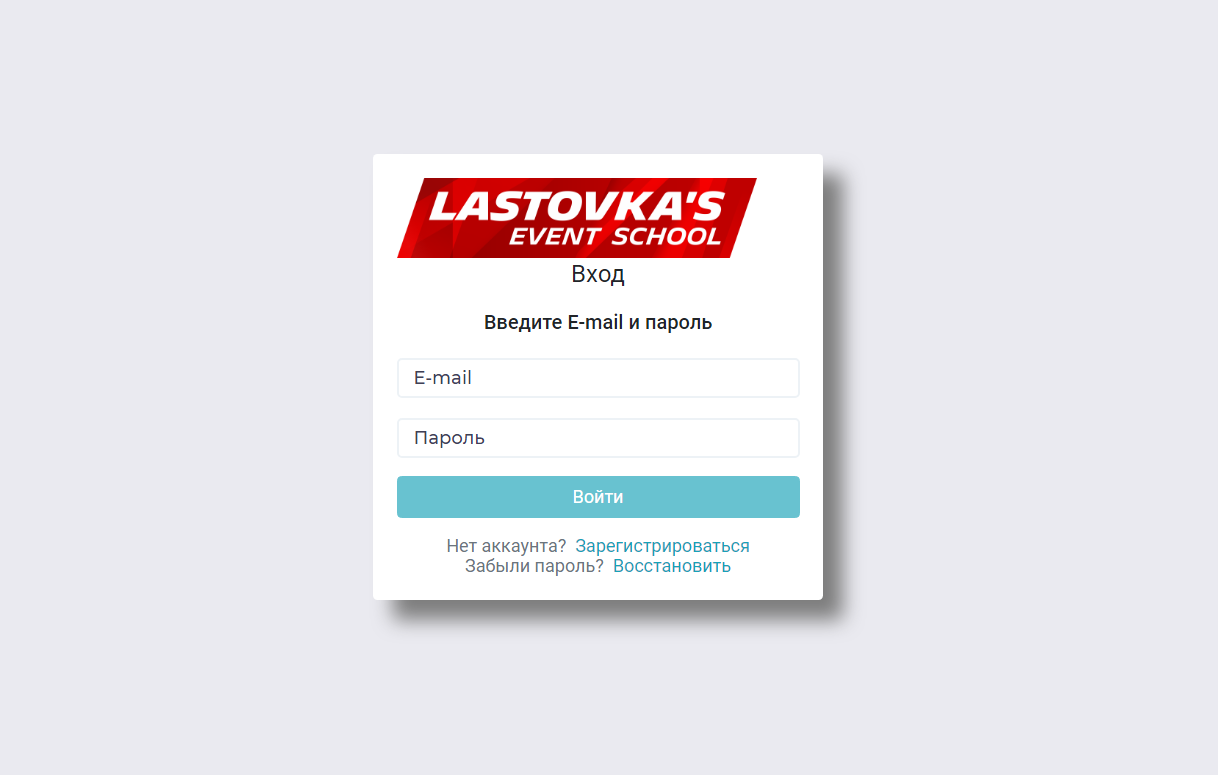 LASTOVKA'S
EVENT SCHOOL
Вход
Введите E-mail и пароль
E-mail
Пароль
Войти
Нет аккаунта? Зарегистрироваться
Забыли пароль? Восстановить